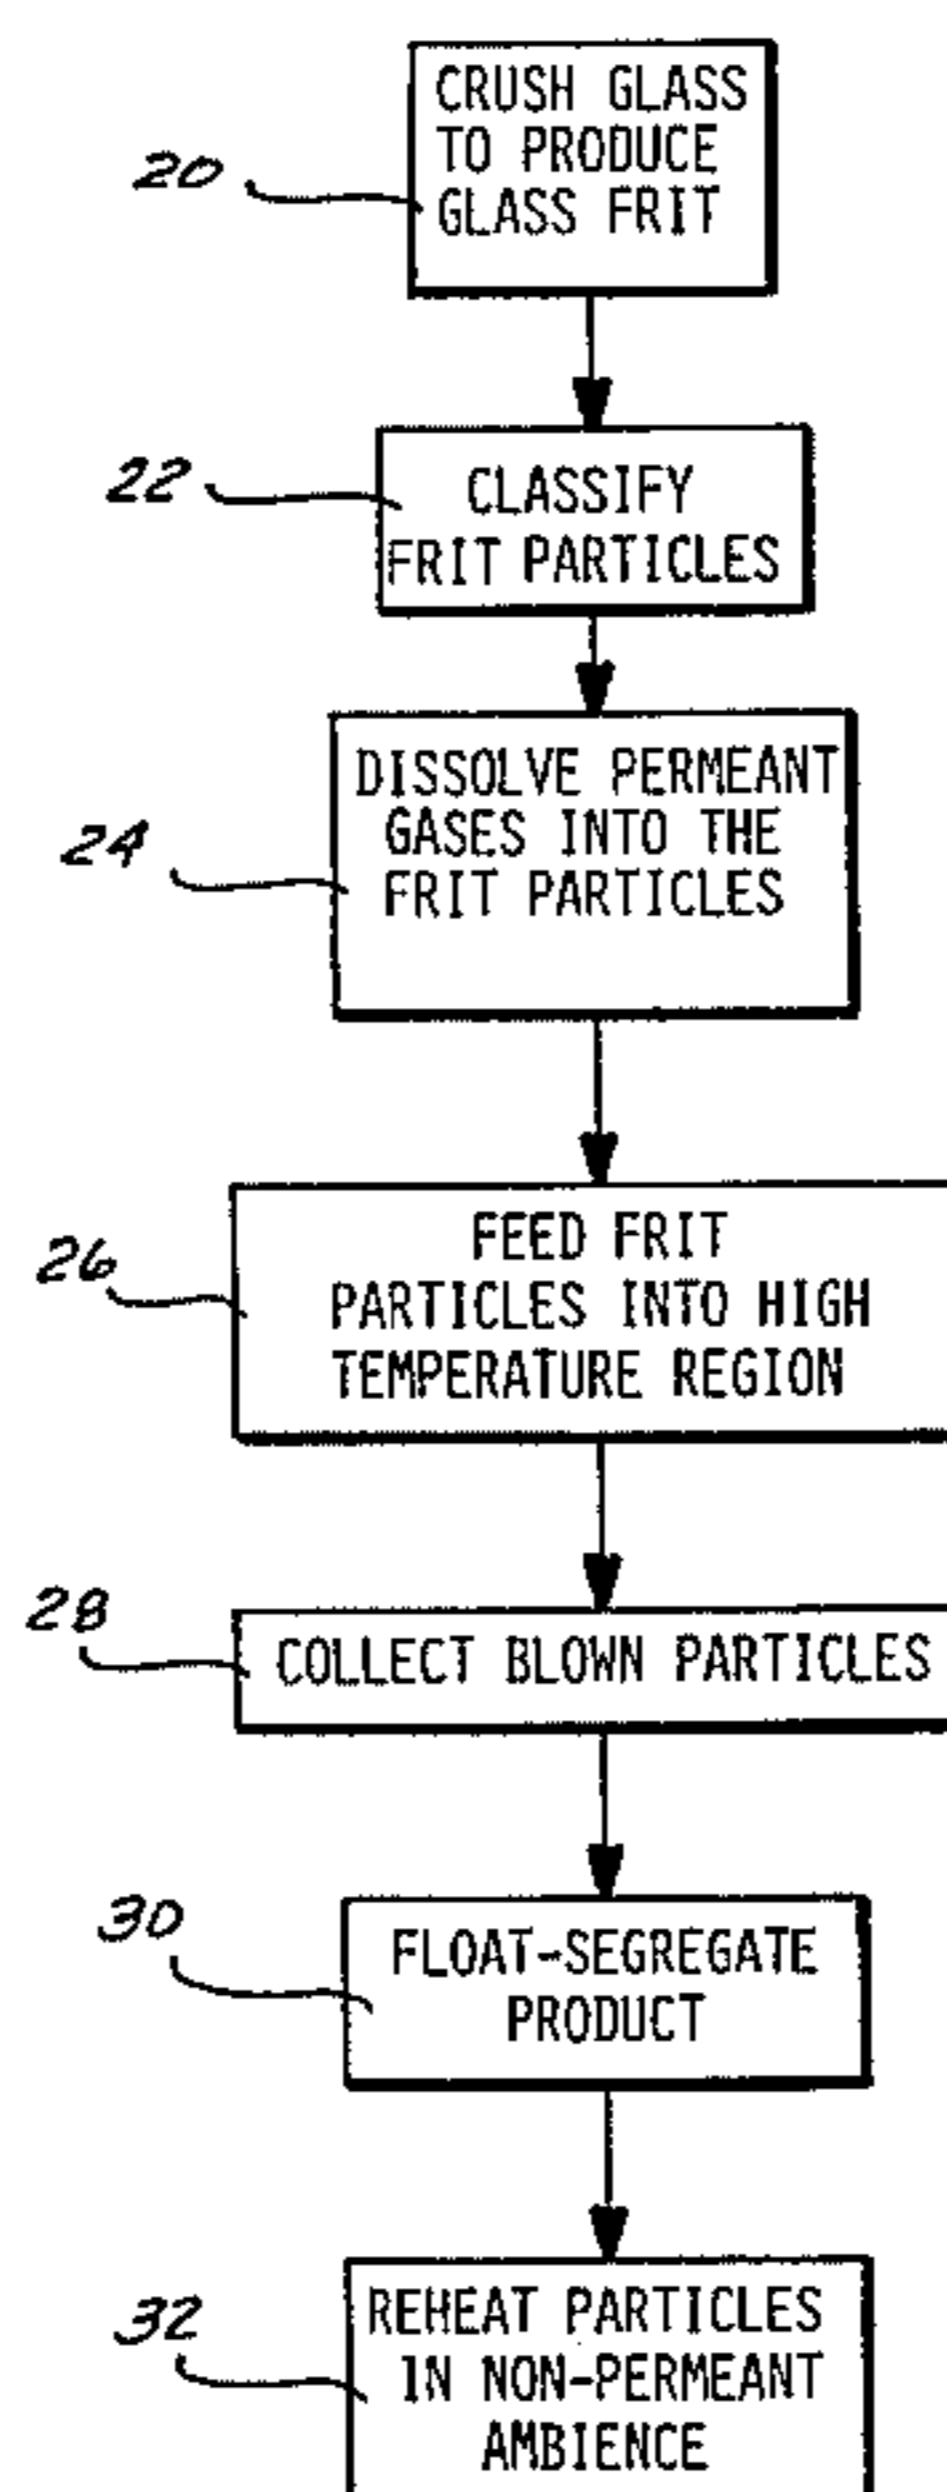 20
CRUSH GLASS
TO PRODUCE
GLASS FRIT
22
CLASSIFY
FRIT PARTICLES
24
DISSOLVE PERMEANT
GASES INTO THE
FRIT PARTICLES
26
FEED FRIT
PARTICLES INTO HIGH
TEMPERATURE REGION
28
COLLECT BLOWN PARTICLES
30
FLOAT-SEGREGATE
PRODUCT
32
REHEAT PARTICLES
IN NON-PERMEANT
AMBIENCE